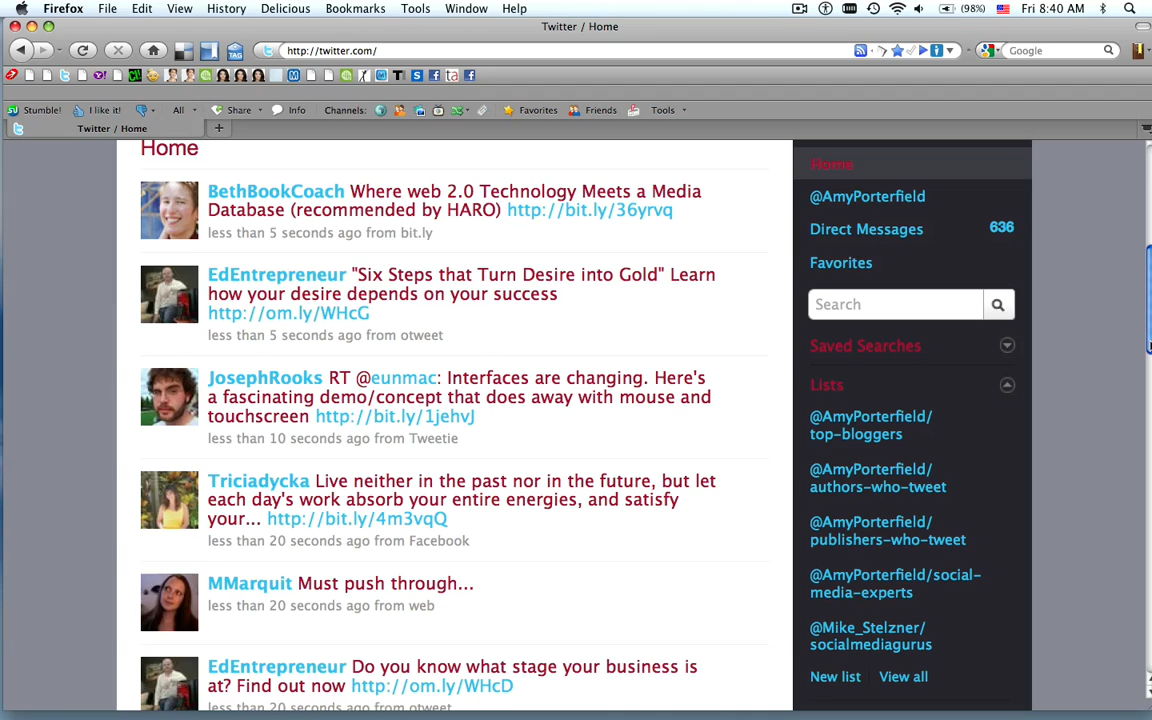 Firefox File Edit View History Delicious Bookmarks Tools Window Help (98%) Fri 8:40 AM
Twitter / Home
http://twitter.com/ Google
Stumble! I like it! All Share Info Channels: Favorites Friends Tools
Twitter / Home
Home
BethBookCoach Where web 2.0 Technology Meets a Media
Database (recommended by HARO) http://bit.ly/36yrvq
less than 5 seconds ago from bit.ly
EdEntrepreneur "Six Steps that Turn Desire into Gold" Learn
how your desire depends on your success
http://om.ly/WHcG
less than 5 seconds ago from otweet
JosephRooks RT @eunmac: Interfaces are changing. Here's
a fascinating demo/concept that does away with mouse and
touchscreen http://bit.ly/1jehvJ
less than 10 seconds ago from Tweetie
Triciadycka Live neither in the past nor in the future, but let
each day's work absorb your entire energies, and satisfy
your... http://bit.ly/4m3vqQ
less than 20 seconds ago from Facebook
MMarquit Must push through...
less than 20 seconds ago from web
EdEntrepreneur Do you know what stage your business is
at? Find out now http://om.ly/WHcD
less than 20 seconds ago from otweet
Home
@AmyPorterfield
Direct Messages 636
Favorites
Search
Saved Searches
Lists
@AmyPorterfield/
top-bloggers
@AmyPorterfield/
authors-who-tweet
@AmyPorterfield/
publishers-who-tweet
@AmyPorterfield/social-
media-experts
@Mike_Stelzner/
socialmediagurus
New list View all